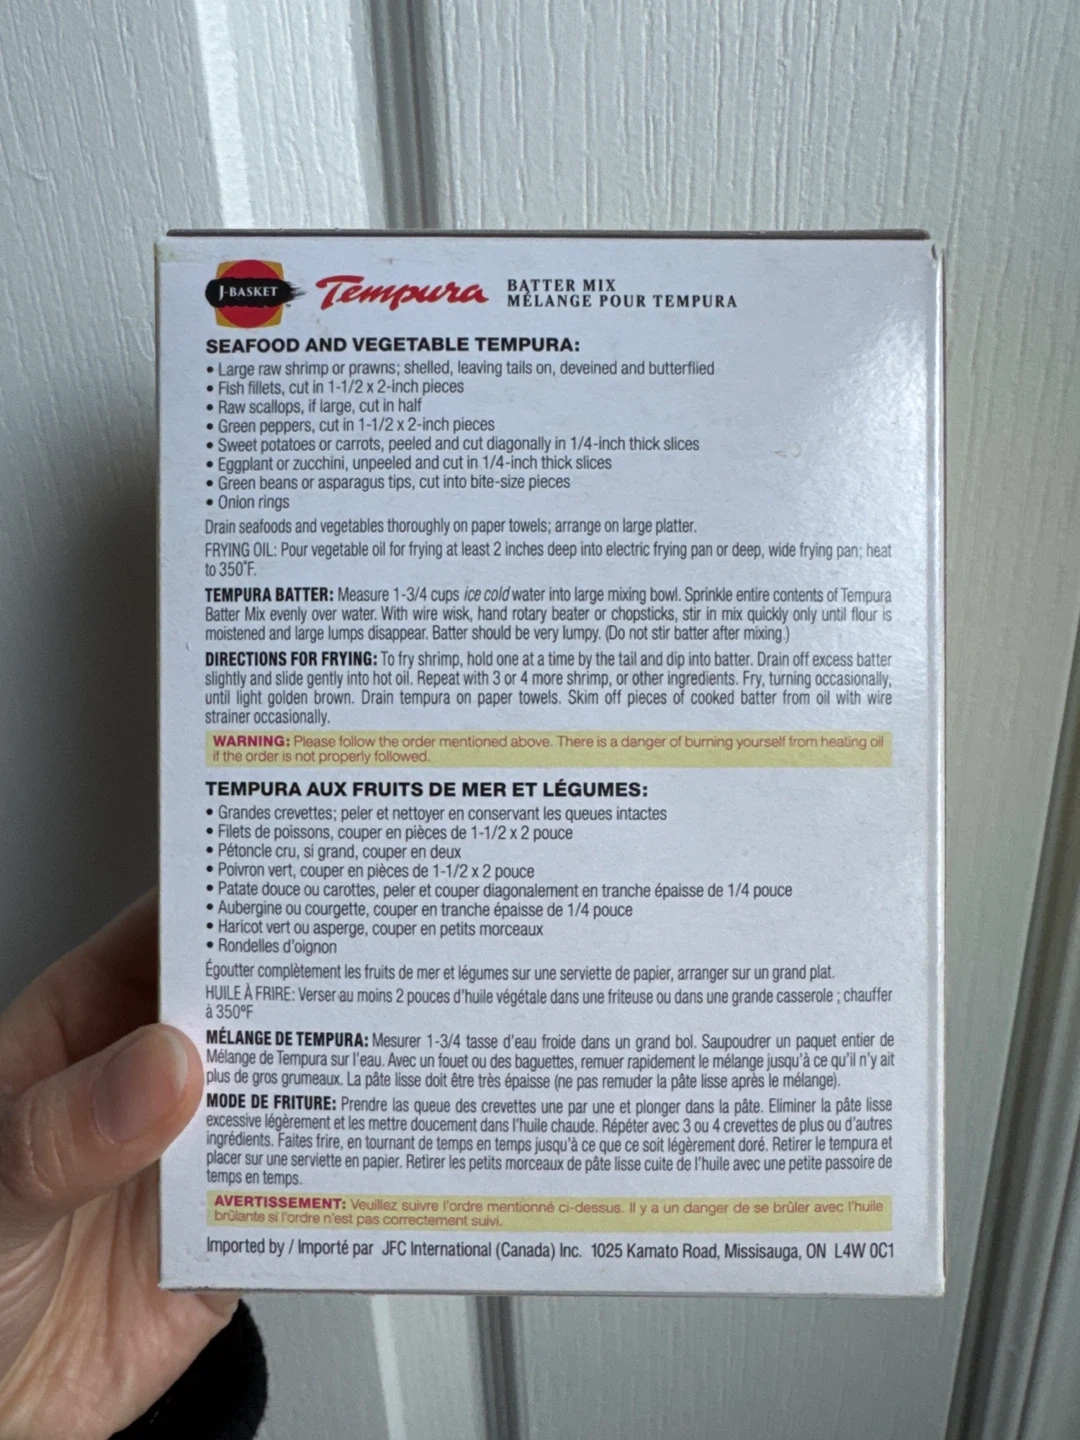 J-BASKET
Tempura
BATTER MIX
MÉLANGE POUR TEMPURA
SEAFOOD AND VEGETABLE TEMPURA:
• Large raw shrimp or prawns; shelled, leaving tails on, deveined and butterflied
• Fish fillets, cut in 1-1/2 x 2-inch pieces
• Raw scallops, if large, cut in half
• Green peppers, cut in 1-1/2 x 2-inch pieces
• Sweet potatoes or carrots, peeled and cut diagonally in 1/4-inch thick slices
• Eggplant or zucchini, unpeeled and cut in 1/4-inch thick slices
• Green beans or asparagus tips, cut into bite-size pieces
• Onion rings
Drain seafoods and vegetables thoroughly on paper towels; arrange on large platter.
FRYING OIL: Pour vegetable oil for frying at least 2 inches deep into electric frying pan or deep, wide frying pan; heat
to 350°F.
TEMPURA BATTER: Measure 1-3/4 cups ice cold water into large mixing bowl. Sprinkle entire contents of Tempura
Batter Mix evenly over water. With wire wisk, hand rotary beater or chopsticks, stir in mix quickly only until flour is
moistened and large lumps disappear. Batter should be very lumpy. (Do not stir batter after mixing.)
DIRECTIONS FOR FRYING: To fry shrimp, hold one at a time by the tail and dip into batter. Drain off excess batter
slightly and slide gently into hot oil. Repeat with 3 or 4 more shrimp, or other ingredients. Fry, turning occasionally,
until light golden brown. Drain tempura on paper towels. Skim off pieces of cooked batter from oil with wire
strainer occasionally.
WARNING: Please follow the order mentioned above. There is a danger of burning yourself from heating oil
if the order is not properly followed.
TEMPURA AUX FRUITS DE MER ET LÉGUMES:
• Grandes crevettes; peler et nettoyer en conservant les queues intactes
• Filets de poissons, couper en pièces de 1-1/2 x 2 pouce
• Pétoncle cru, si grand, couper en deux
• Poivron vert, couper en pièces de 1-1/2 x 2 pouce
• Patate douce ou carottes, peler et couper diagonalement en tranche épaisse de 1/4 pouce
• Aubergine ou courgette, couper en tranche épaisse de 1/4 pouce
• Haricot vert ou asperge, couper en petits morceaux
• Rondelles d'oignon
Égoutter complètement les fruits de mer et légumes sur une serviette de papier, arranger sur un grand plat.
HUILE À FRIRE: Verser au moins 2 pouces d'huile végétale dans une friteuse ou dans une grande casserole ; chauffer
à 350ºF
MÉLANGE DE TEMPURA: Mesurer 1-3/4 tasse d'eau froide dans un grand bol. Saupoudrer un paquet entier de
Mélange de Tempura sur l'eau. Avec un fouet ou des baguettes, remuer rapidement le mélange jusqu'à ce qu'il n'y ait
plus de gros grumeaux. La pâte lisse doit être très épaisse (ne pas remuder la pâte lisse après le mélange).
MODE DE FRITURE: Prendre las queue des crevettes une par une et plonger dans la pâte. Eliminer la pâte lisse
excessive légèrement et les mettre doucement dans l'huile chaude. Répéter avec 3 ou 4 crevettes de plus ou d'autres
ingrédients. Faites frire, en tournant de temps en temps jusqu'à ce que ce soit légèrement doré. Retirer le tempura et
placer sur une serviette en papier. Retirer les petits morceaux de pâte lisse cuite de l'huile avec une petite passoire de
temps en temps.
AVERTISSEMENT: Veuillez suivre l'ordre mentionné ci-dessus. Il y a un danger de se brûler avec l'huile
brûlante si l'ordre n'est pas correctement suivi.
Imported by / Importé par JFC International (Canada) Inc. 1025 Kamato Road, Missisauga, ON L4W 0C1